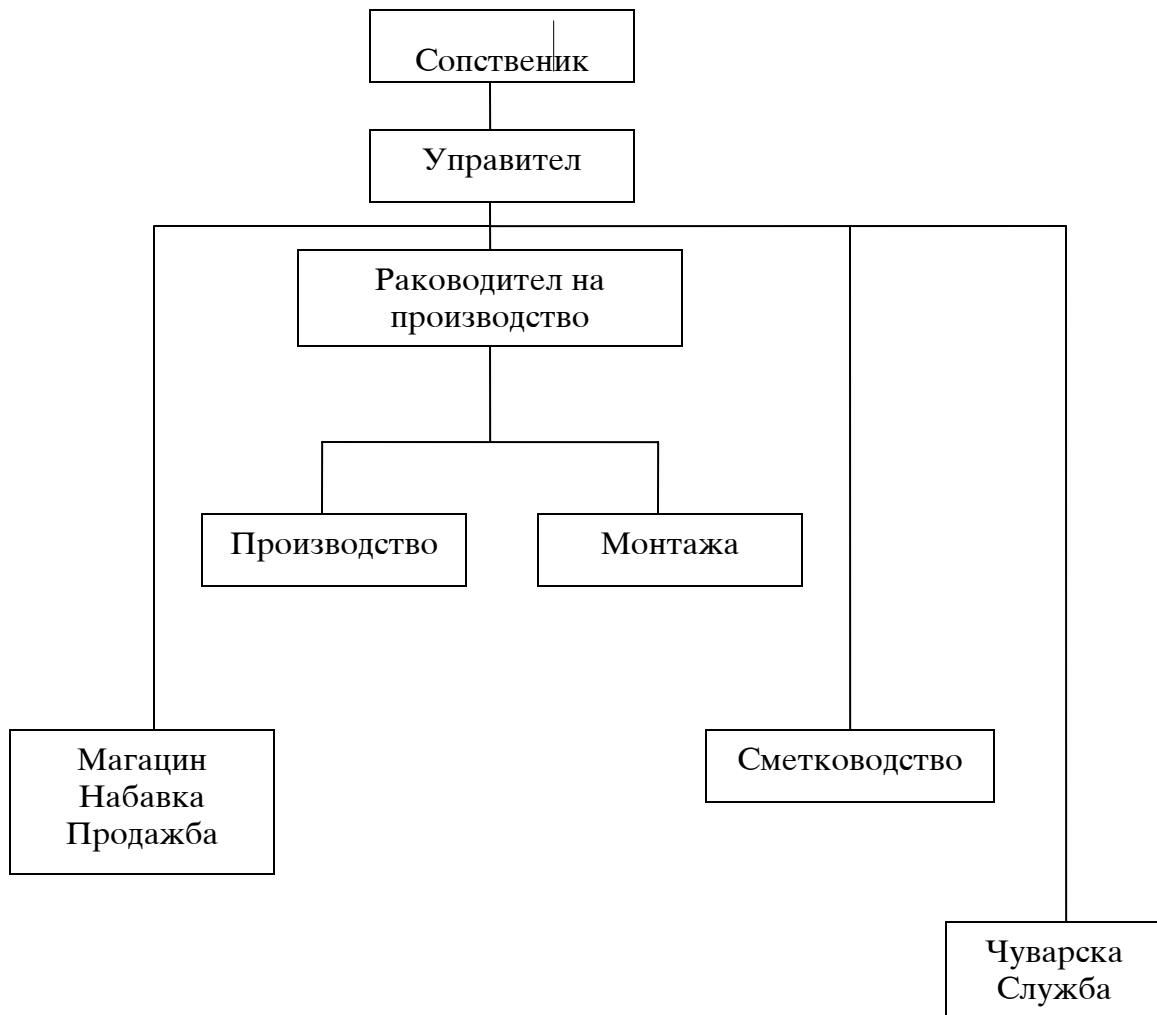 Сопственик
Управител
Раководител на
производство
Производство
Монтажа
Магацин
Набавка
Продажба
Сметководство
Чуварска
Служба